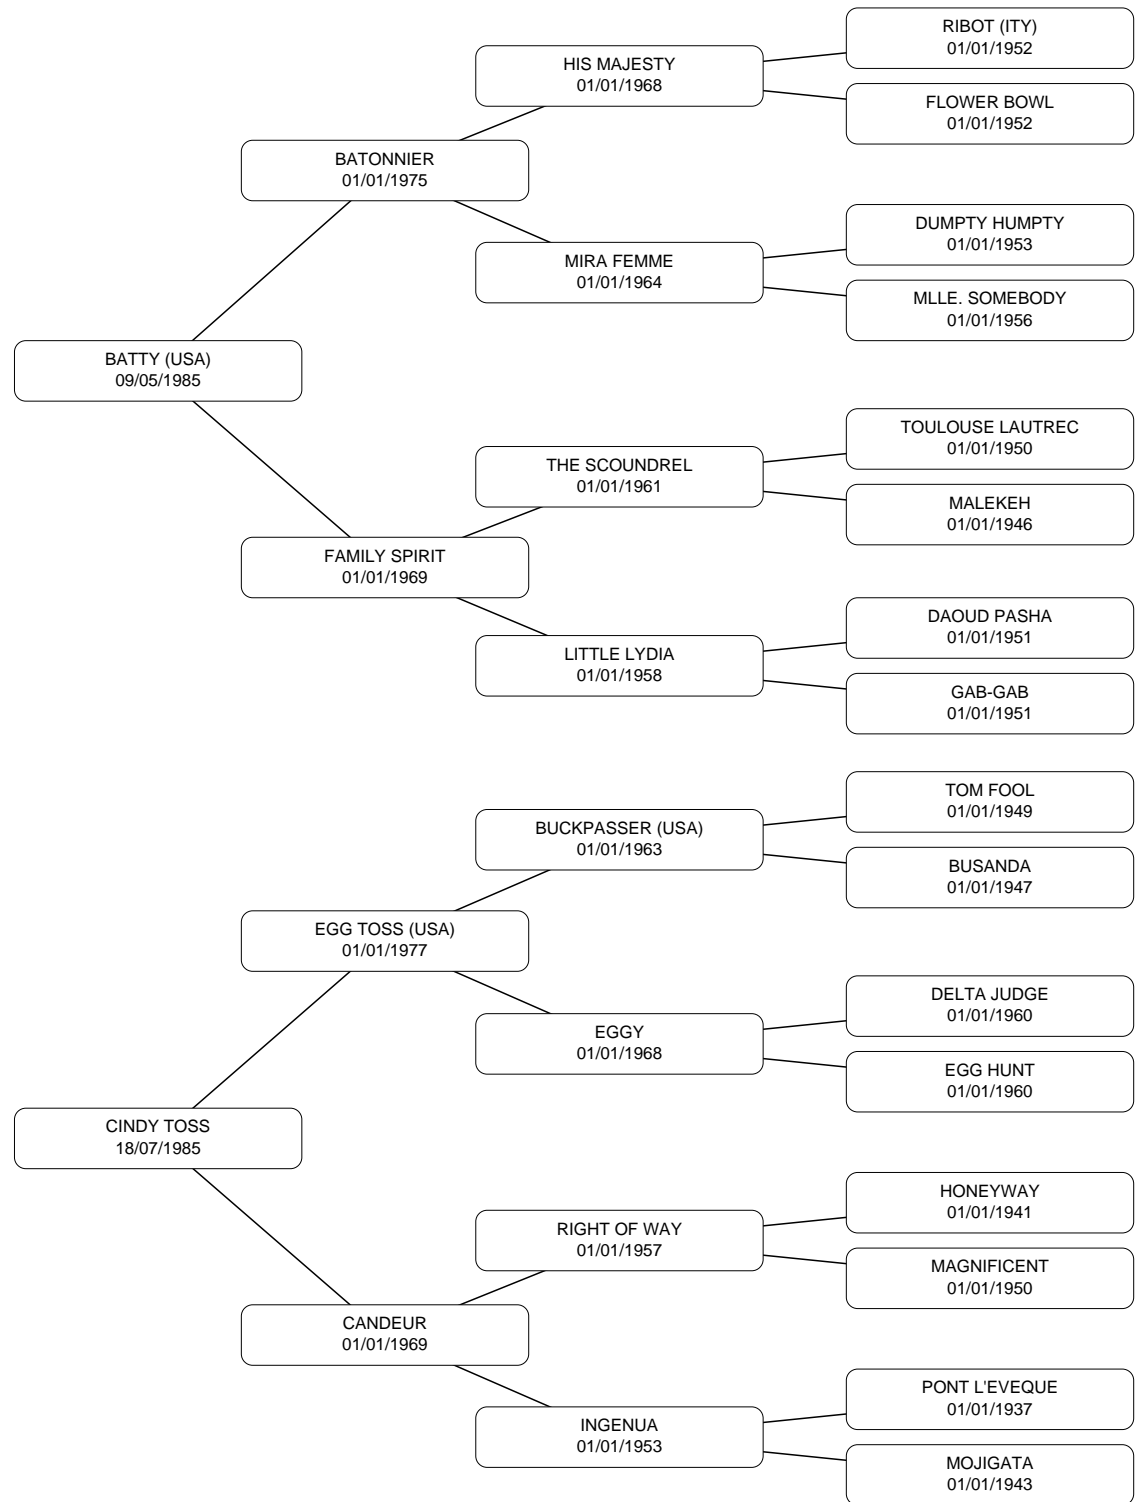 RIBOT (ITY)
01/01/1952
HIS MAJESTY
01/01/1968
FLOWER BOWL
01/01/1952
BATONNIER
01/01/1975
DUMPTY HUMPTY
01/01/1953
MIRA FEMME
01/01/1964
MLLE. SOMEBODY
01/01/1956
BATTY (USA)
09/05/1985
TOULOUSE LAUTREC
01/01/1950
THE SCOUNDREL
01/01/1961
MALEKEH
01/01/1946
FAMILY SPIRIT
01/01/1969
DAOUD PASHA
01/01/1951
LITTLE LYDIA
01/01/1958
GAB-GAB
01/01/1951
TOM FOOL
01/01/1949
BUCKPASSER (USA)
01/01/1963
BUSANDA
01/01/1947
EGG TOSS (USA)
01/01/1977
DELTA JUDGE
01/01/1960
EGGY
01/01/1968
EGG HUNT
01/01/1960
CINDY TOSS
18/07/1985
HONEYWAY
01/01/1941
RIGHT OF WAY
01/01/1957
MAGNIFICENT
01/01/1950
CANDEUR
01/01/1969
PONT L'EVEQUE
01/01/1937
INGENUA
01/01/1953
MOJIGATA
01/01/1943